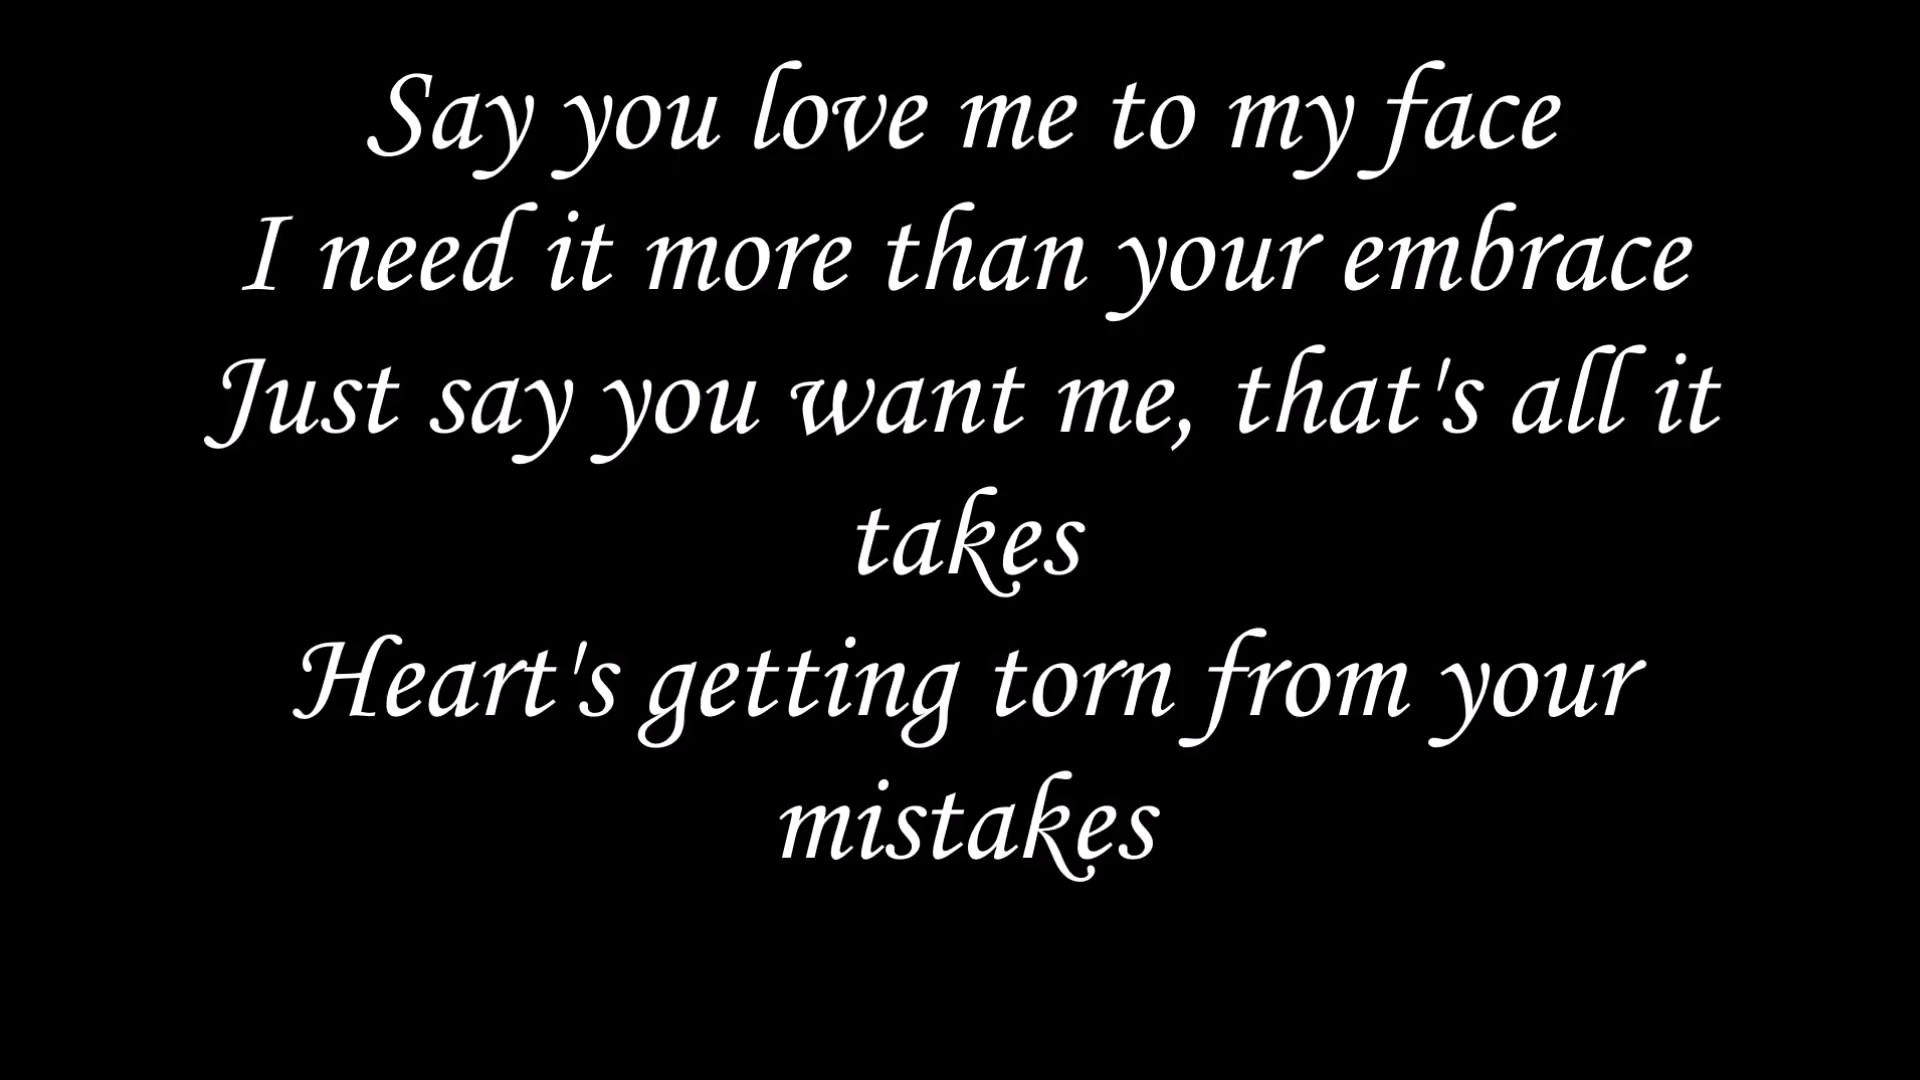 Say you love me to my face
I need it more than your embrace
Just say you want me, that's all it
takes
Heart's getting torn from your
mistakes